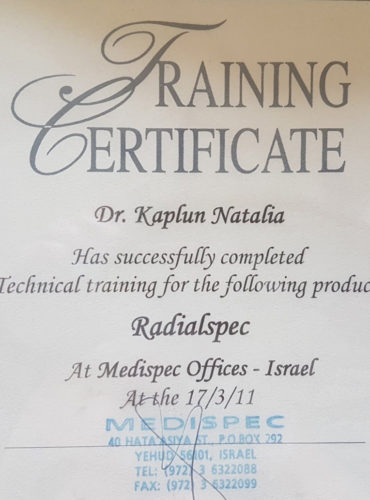 TRAINING
CERTIFICATE
Dr. Kaplun Natalia
Has successfully completed
Technical training for the following produc
Radialspec
At Medispec Offices - Israel
At the 17/3/11
MEDISPEC
40 HATAASIYA ST., P.O.BOX 292
YEHUD 56101, ISRAEL
TEL: (972) 3 6322088
FAX: (972) 3 6322099